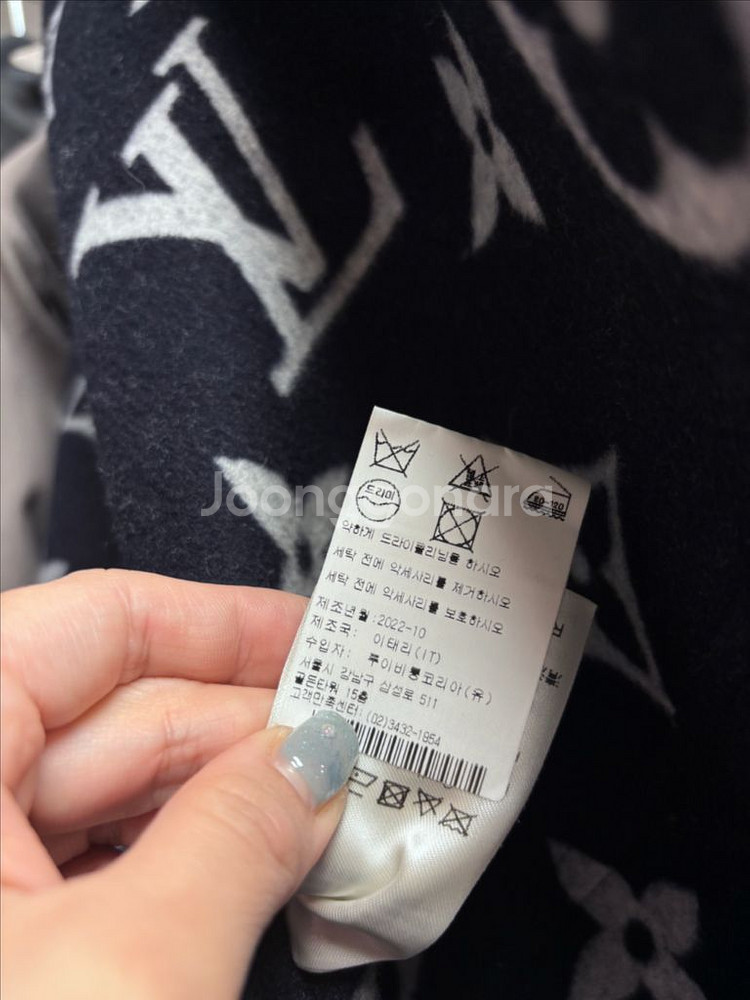 LV
Joonggonara
드라이
약하게 드라이클리닝을 하시오
세탁 전에 악세사리를 제거하시오
세탁 전에 악세사리를 보호하시오
제조년월:2022-10
제조국: 이태리(IT)
수입자: 루이비통코리아(유)
서울시 강남구 삼성로 511
골든타워 15층
고객만족센터: (02)3432-1854